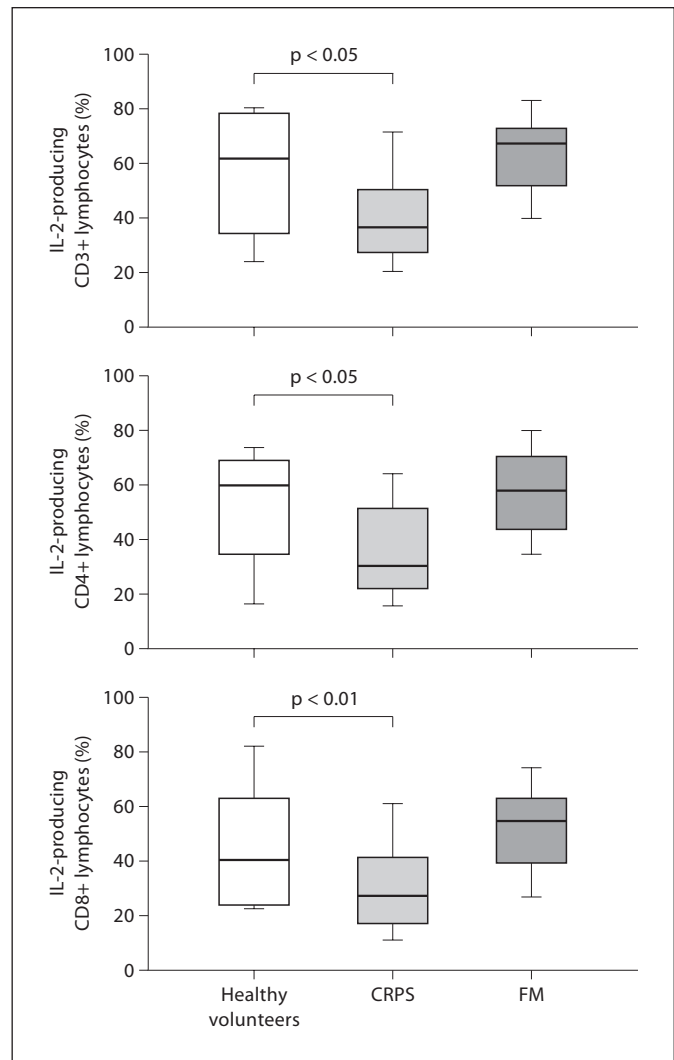 p < 0.05
IL-2-producing
CD3+ lymphocytes (%)
100
80
60
40
20
0
p < 0.05
IL-2-producing
CD4+ lymphocytes (%)
100
80
60
40
20
0
p < 0.01
IL-2-producing
CD8+ lymphocytes (%)
100
80
60
40
20
0
Healthy
volunteers
CRPS
FM